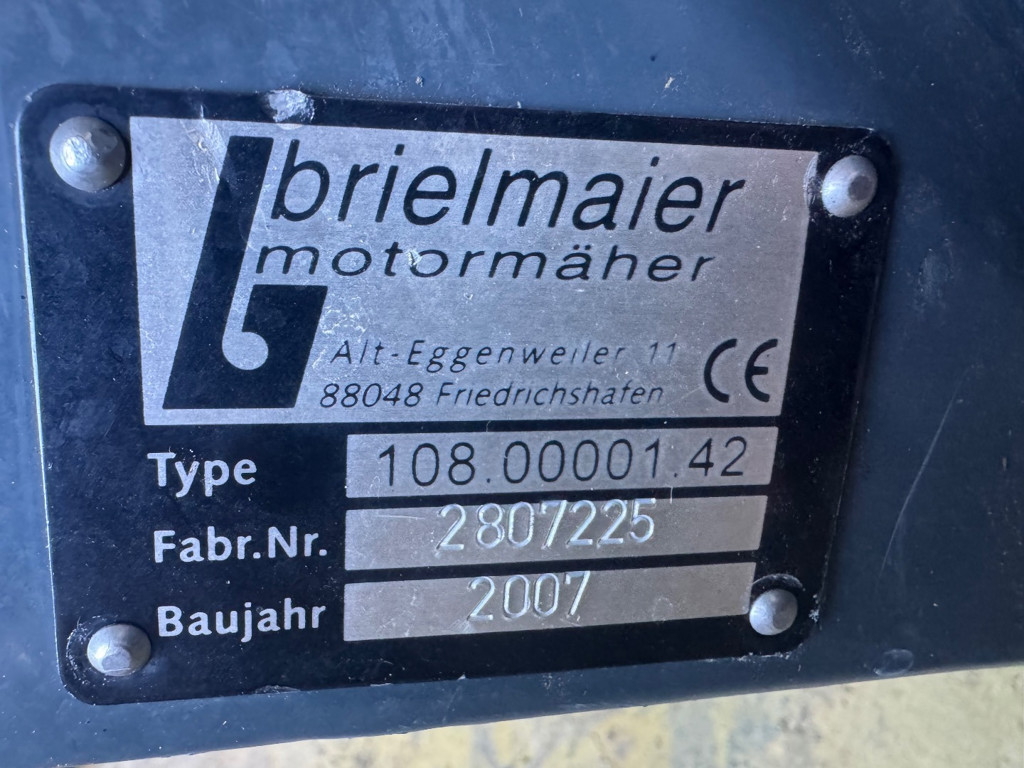 brielmaier
motormäher
Alt-Eggenweiler 11
88048 Friedrichshafen
CE
Type 108.00001.42
Fabr.Nr. 2807225
Baujahr 2007